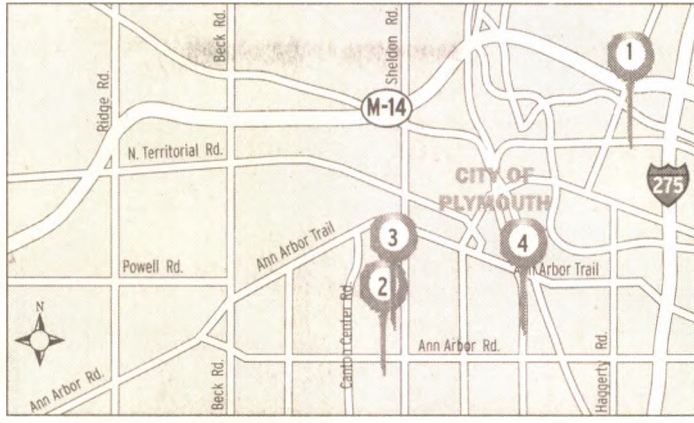 Ridge Rd.
Beck Rd.
Sheldon Rd.
1
M-14
N. Territorial Rd.
CITY OF
PLYMOUTH
275
Ann Arbor Trail
3
4
Powell Rd.
Ann Arbor Trail
2
Canton Center Rd.
N
Ann Arbor Rd.
Haggerty Rd.
Ann Arbor Rd.
Beck Rd.